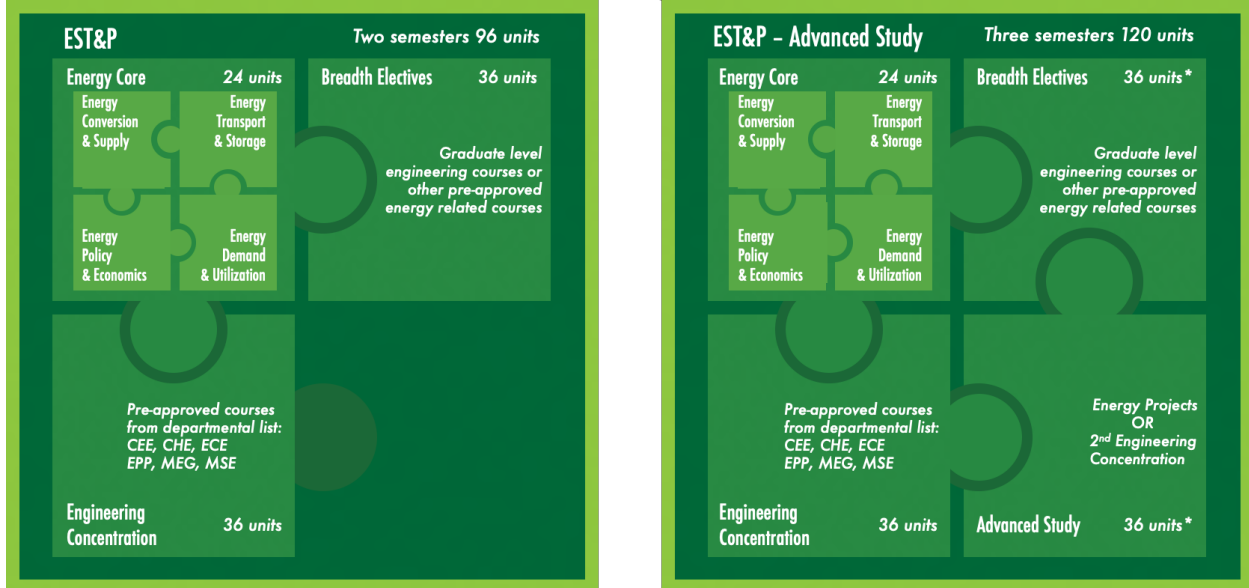 EST&P
Two semesters 96 units
Energy Core
24 units
Energy
Conversion
& Supply
Energy
Transport
& Storage
Energy
Policy
& Economics
Energy
Demand
& Utilization
Breadth Electives
36 units
Graduate level
engineering courses or
other pre-approved
energy related courses
Pre-approved courses
from departmental list:
CEE, CHE, ECE
EPP, MEG, MSE
Engineering
Concentration
36 units
EST&P – Advanced Study
Three semesters 120 units
Energy Core
24 units
Energy
Conversion
& Supply
Energy
Transport
& Storage
Energy
Policy
& Economics
Energy
Demand
& Utilization
Breadth Electives
36 units*
Graduate level
engineering courses or
other pre-approved
energy related courses
Pre-approved courses
from departmental list:
CEE, CHE, ECE
EPP, MEG, MSE
Engineering
Concentration
36 units
Energy Projects
OR
2nd Engineering
Concentration
Advanced Study
36 units*